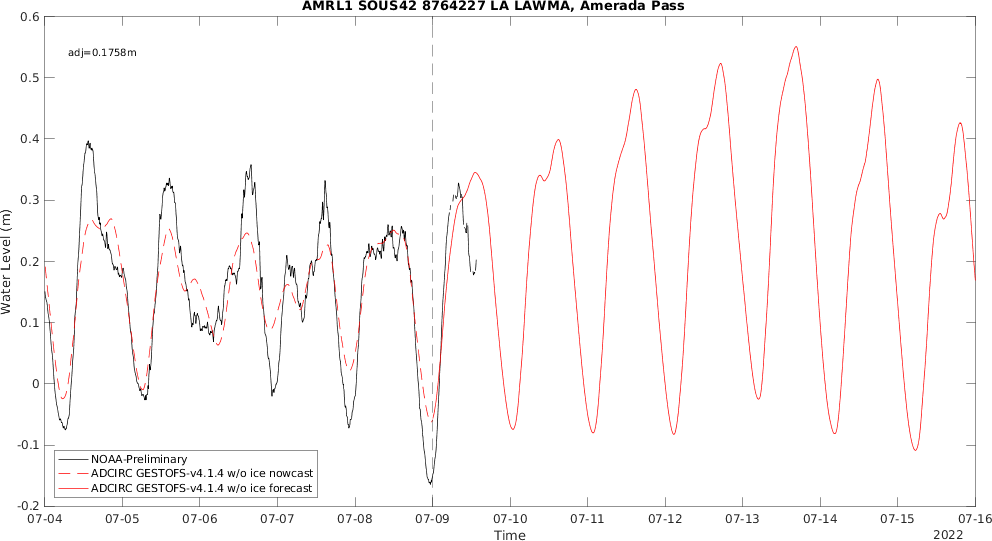 AMRL1 SOUS42 8764227 LA LAWMA, Amerada Pass
adj=0.1758m
Water Level (m)
0.6
0.5
0.4
0.3
0.2
0.1
0
-0.1
-0.2
NOAA-Preliminary
ADCIRC GESTOFS-v4.1.4 w/o ice nowcast
ADCIRC GESTOFS-v4.1.4 w/o ice forecast
07-04 07-05 07-06 07-07 07-08 07-09 07-10 07-11 07-12 07-13 07-14 07-15 07-16
Time
2022